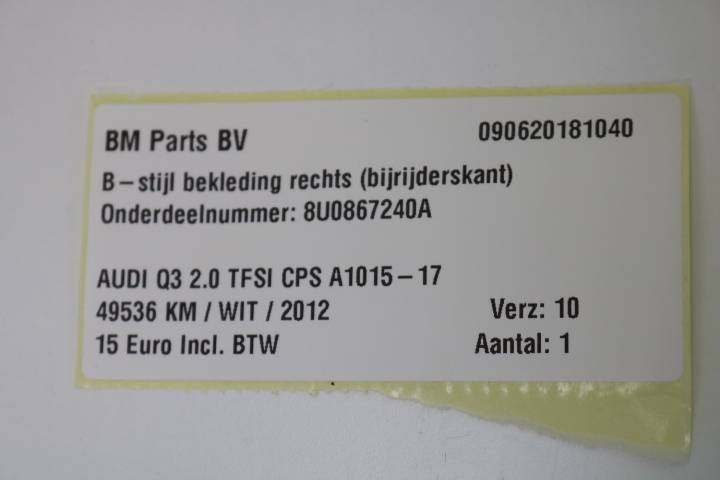 BM Parts BV 090620181040
B-stijl bekleding rechts (bijrijderskant)
Onderdeelnummer: 8U0867240A
AUDI Q3 2.0 TFSI CPS A1015-17
49536 KM / WIT / 2012 Verz: 10
15 Euro Incl. BTW Aantal: 1